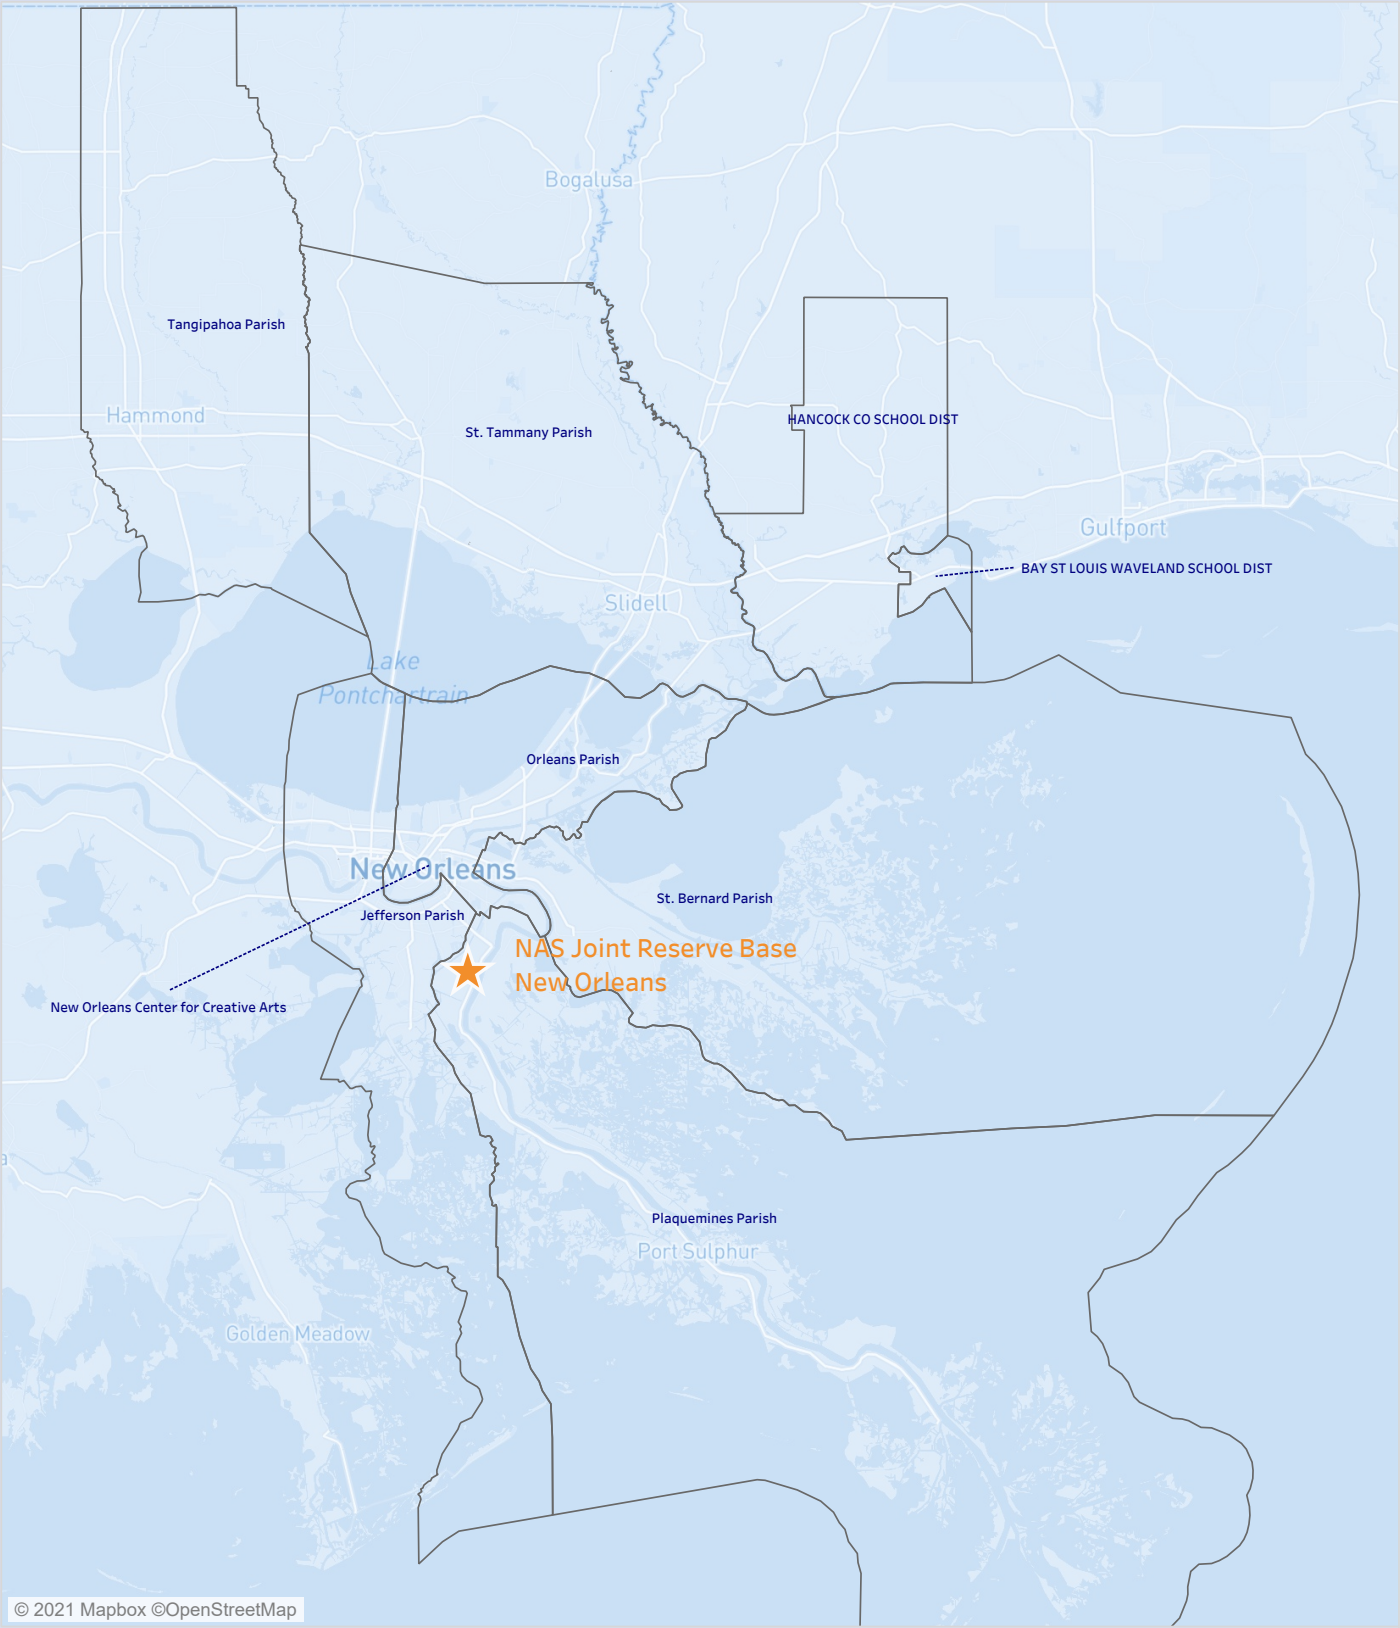 Bogalusa
Tangipahoa Parish
Hammond
HANCOCK CO SCHOOL DIST
St. Tammany Parish
Gulfport
BAY ST LOUIS WAVELAND SCHOOL DIST
Slidell
Lake
Pontchartrain
Orleans Parish
New Orleans
St. Bernard Parish
Jefferson Parish
NAS Joint Reserve Base
New Orleans
New Orleans Center for Creative Arts
a
Plaquemines Parish
Port Sulphur
Golden Meadow
© 2021 Mapbox ©OpenStreetMap